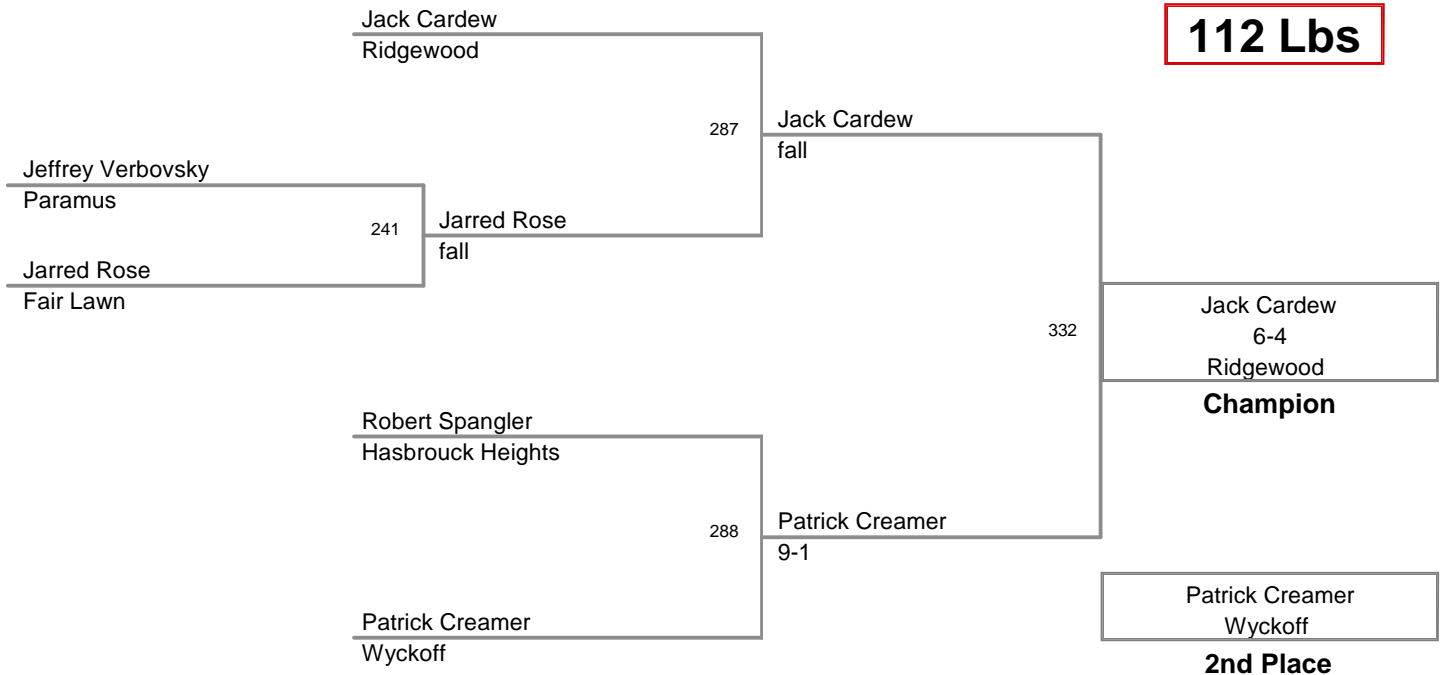 Jack Cardew
Ridgewood
112 Lbs
287
Jack Cardew
fall
Jeffrey Verbovsky
Paramus
241
Jarred Rose
fall
Jarred Rose
Fair Lawn
332
Jack Cardew
6-4
Ridgewood
Champion
Robert Spangler
Hasbrouck Heights
288
Patrick Creamer
9-1
Patrick Creamer
Wyckoff
Patrick Creamer
Wyckoff
2nd Place